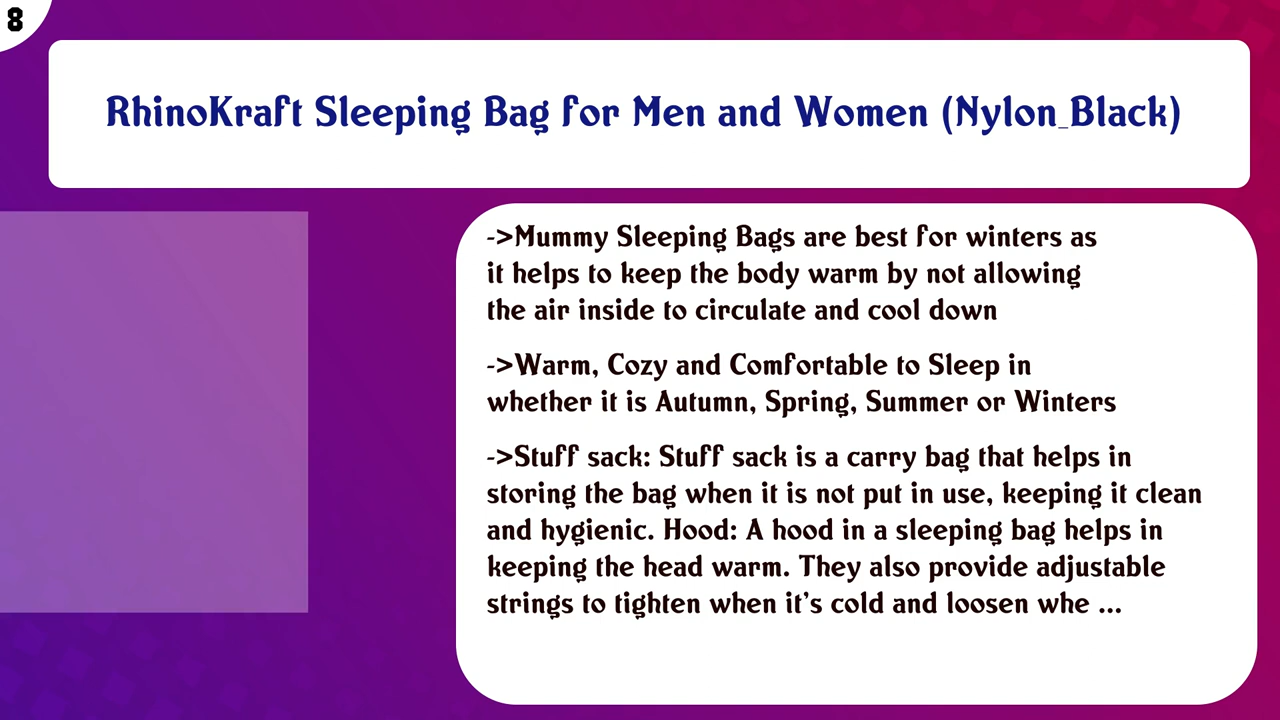 8
RhinoKraft Sleeping Bag for Men and Women (Nylon_Black)
->Mummy Sleeping Bags are best for winters as
it helps to keep the body warm by not allowing
the air inside to circulate and cool down
->Warm, Cozy and Comfortable to Sleep in
whether it is Autumn, Spring, Summer or Winters
->Stuff sack: Stuff sack is a carry bag that helps in
storing the bag when it is not put in use, keeping it clean
and hygienic. Hood: A hood in a sleeping bag helps in
keeping the head warm. They also provide adjustable
strings to tighten when it’s cold and loosen whe ...